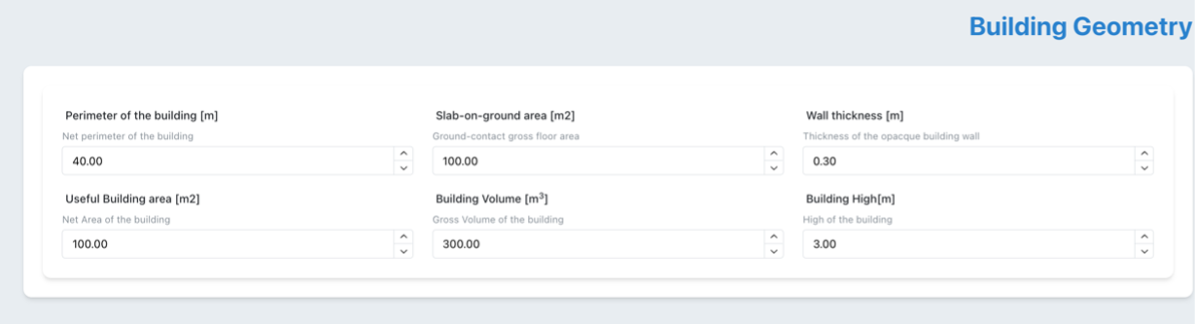 Building Geometry
Perimeter of the building [m]
Net perimeter of the building
40.00
Slab-on-ground area [m2]
Ground-contact gross floor area
100.00
Wall thickness [m]
Thickness of the opacque building wall
0.30
Useful Building area [m2]
Net Area of the building
100.00
Building Volume [m³]
Gross Volume of the building
300.00
Building High[m]
High of the building
3.00